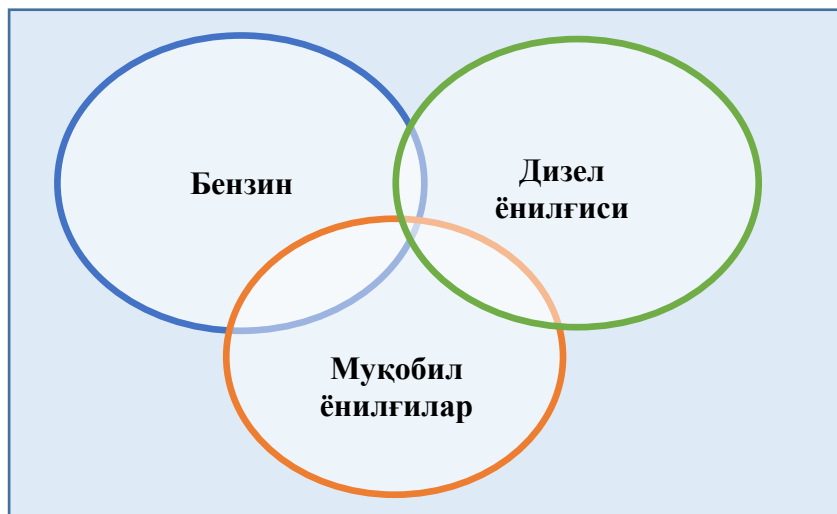 Бензин
Дизел
ёнилғиси
Муқобил
ёнилғилар